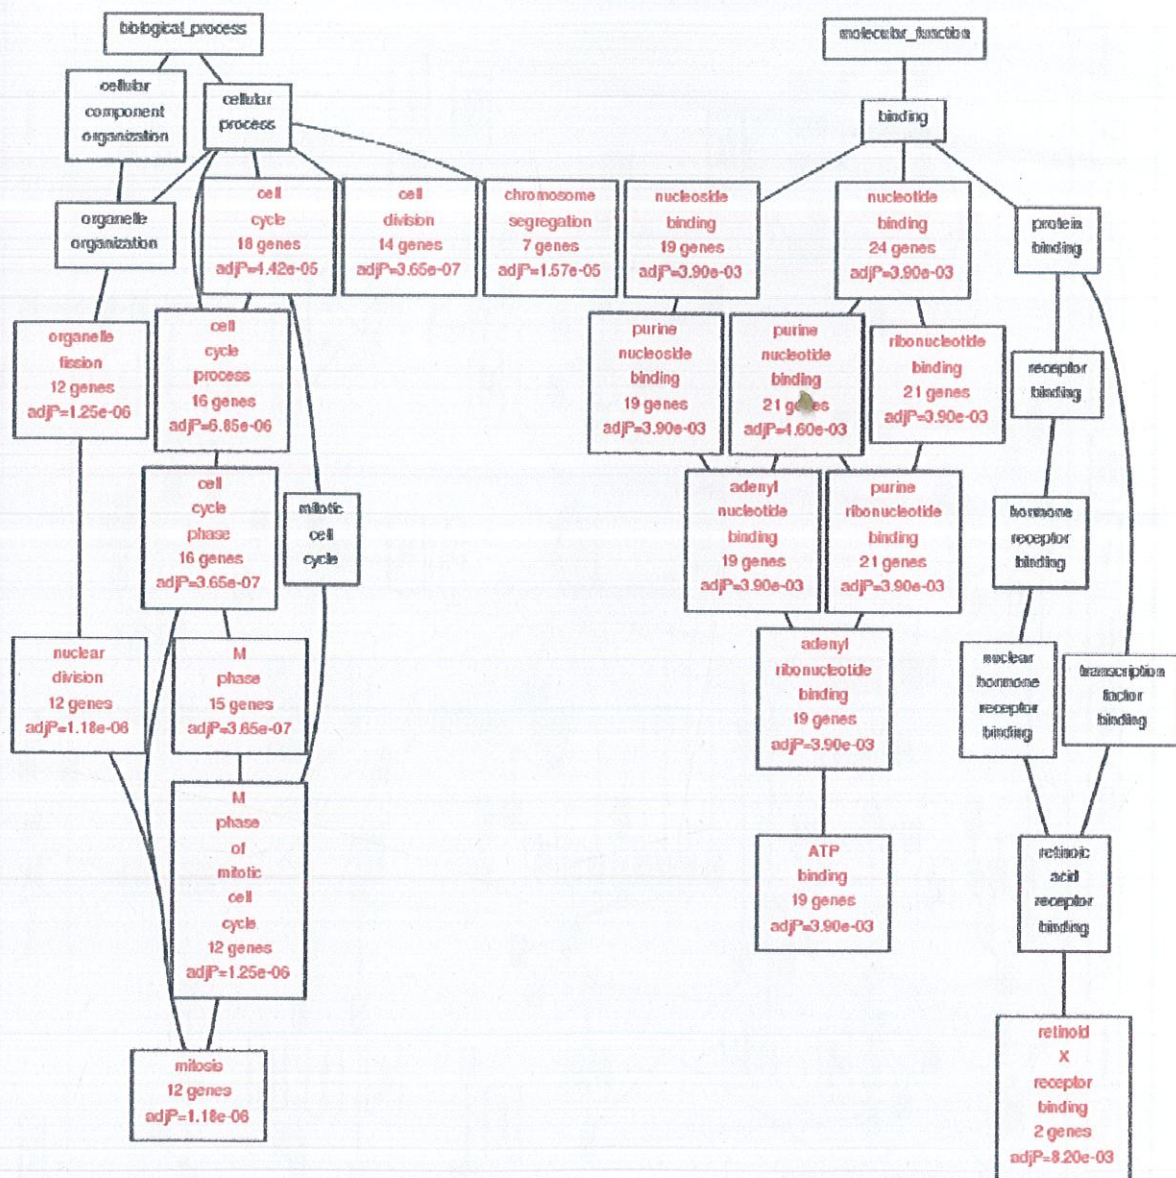 biological_process
cellular
component
organization
cellular
process
organelle
organization
cell
cycle
18 genes
adjP=4.42e-05
cell
division
14 genes
adjP=3.65e-07
chromosome
segregation
7 genes
adjP=1.57e-05
organelle
fission
12 genes
adjP=1.25e-06
cell
cycle
process
16 genes
adjP=6.85e-06
cell
cycle
phase
16 genes
adjP=3.65e-07
mitotic
cell
cycle
nuclear
division
12 genes
adjP=1.18e-06
M
phase
15 genes
adjP=3.65e-07
M
phase
of
mitotic
cell
cycle
12 genes
adjP=1.25e-06
mitosis
12 genes
adjP=1.18e-06
molecular_function
binding
nucleoside
binding
19 genes
adjP=3.90e-03
nucleotide
binding
24 genes
adjP=3.90e-03
protein
binding
purine
nucleoside
binding
19 genes
adjP=3.90e-03
purine
nucleotide
binding
21 genes
adjP=4.60e-03
ribonucleotide
binding
21 genes
adjP=3.90e-03
receptor
binding
adenyl
nucleotide
binding
19 genes
adjP=3.90e-03
purine
ribonucleotide
binding
21 genes
adjP=3.90e-03
hormone
receptor
binding
adenyl
ribonucleotide
binding
19 genes
adjP=3.90e-03
nuclear
hormone
receptor
binding
transcription
factor
binding
ATP
binding
19 genes
adjP=3.90e-03
retinoic
acid
receptor
binding
retinoid
X
receptor
binding
2 genes
adjP=8.20e-03